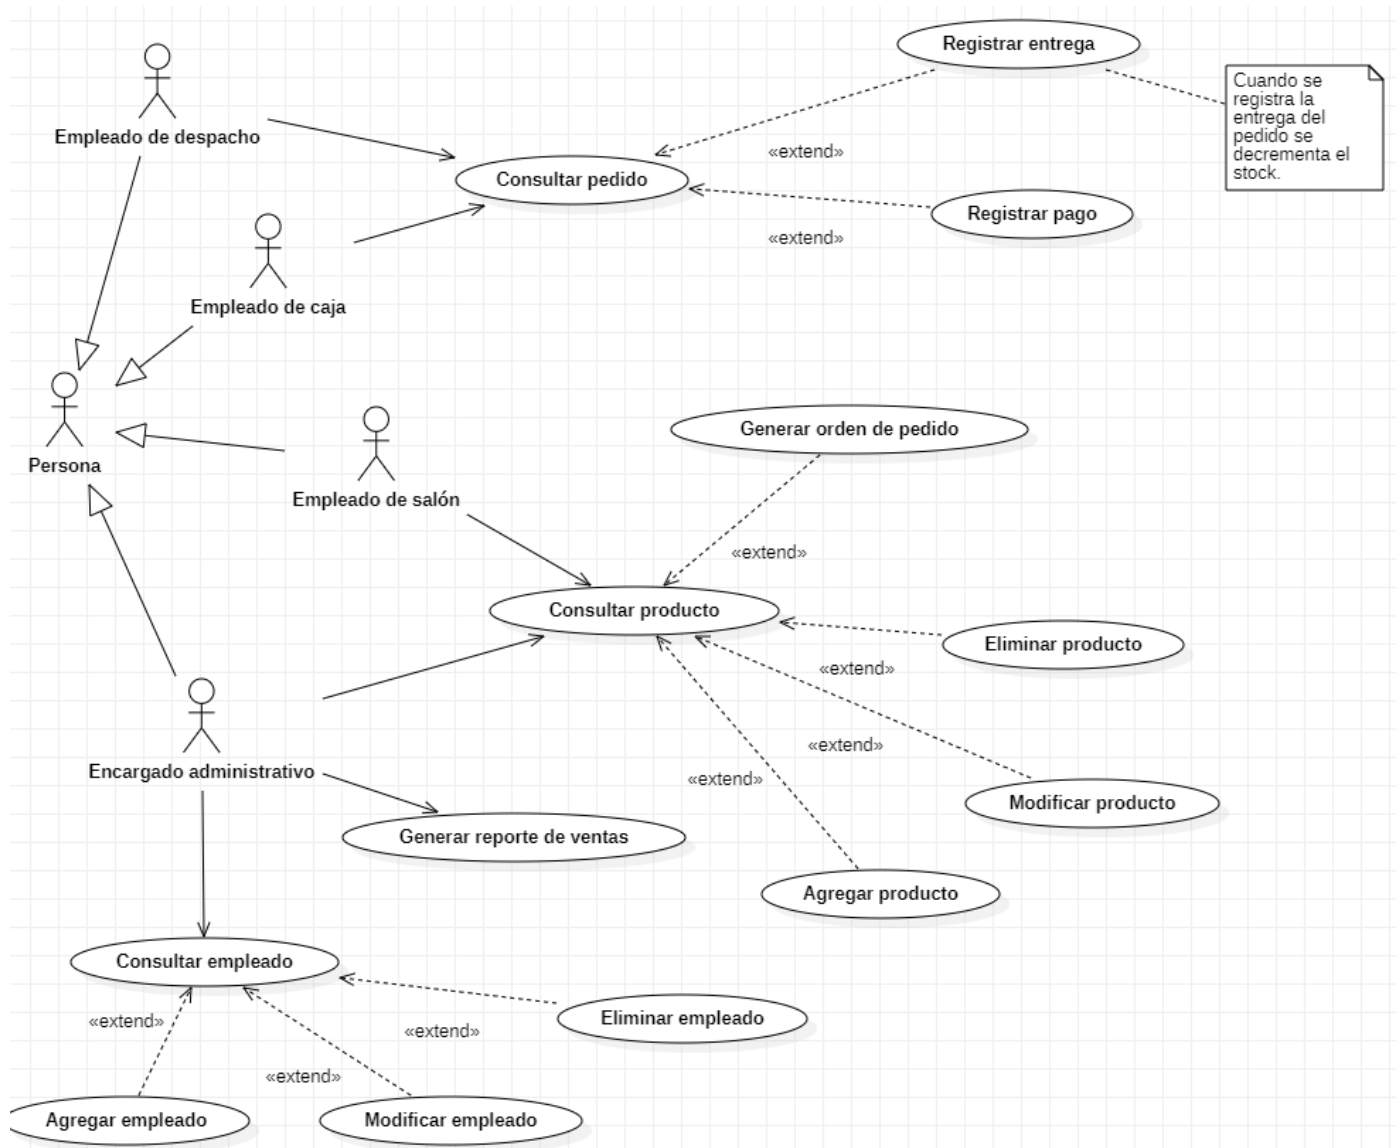 Registrar entrega
Cuando se
registra la
entrega del
pedido se
decrementa el
stock.
Empleado de despacho
«extend»
Consultar pedido
Registrar pago
«extend»
Empleado de caja
Generar orden de pedido
Persona
Empleado de salón
«extend»
Consultar producto
Eliminar producto
«extend»
«extend»
Encargado administrativo
«extend»
Modificar producto
Generar reporte de ventas
Agregar producto
Consultar empleado
Eliminar empleado
«extend»
«extend»
«extend»
Agregar empleado
Modificar empleado